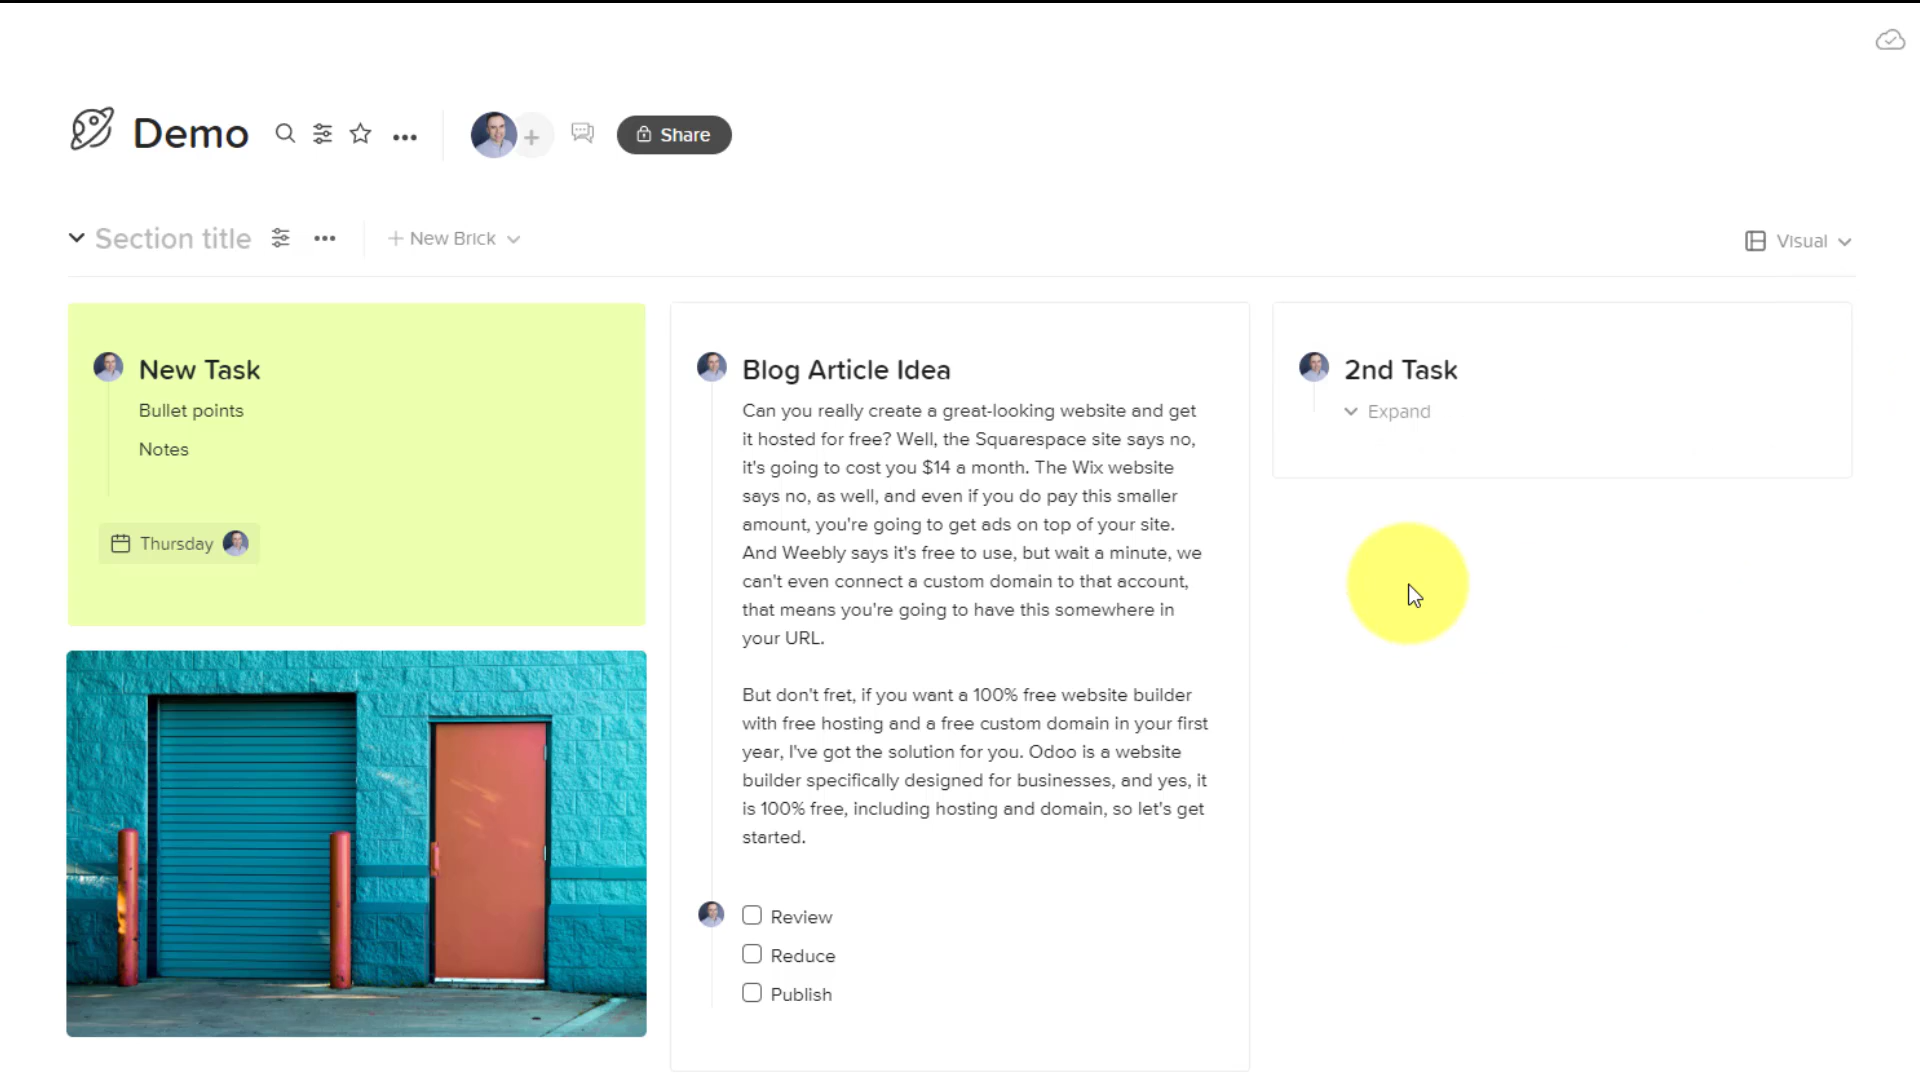 Demo
Share
Section title
New Brick
Visual
New Task
Bullet points
Notes
Thursday
Blog Article Idea
Can you really create a great-looking website and get
it hosted for free? Well, the Squarespace site says no,
it's going to cost you $14 a month. The Wix website
says no, as well, and even if you do pay this smaller
amount, you're going to get ads on top of your site.
And Weebly says it's free to use, but wait a minute, we
can't even connect a custom domain to that account,
that means you're going to have this somewhere in
your URL.
But don't fret, if you want a 100% free website builder
with free hosting and a free custom domain in your first
year, I've got the solution for you. Odoo is a website
builder specifically designed for businesses, and yes, it
is 100% free, including hosting and domain, so let's get
started.
Review
Reduce
Publish
2nd Task
Expand